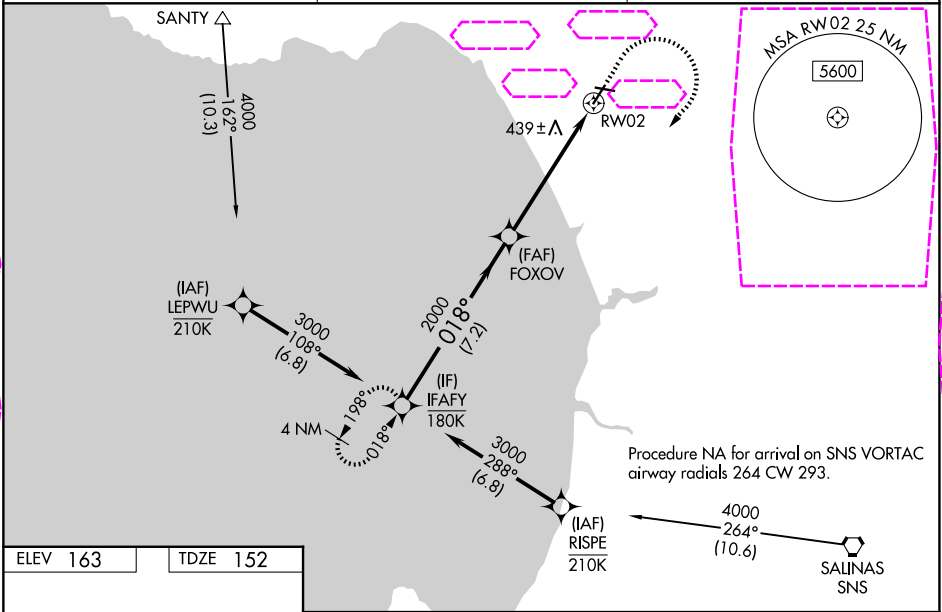 SANTY
4000
162°
(10.3)
MSA RW02 25 NM
5600
439±
RW02
(FAF)
FOXOV
(IAF)
LEPWU
210K
3000
108°
(6.8)
2000
018°
(7.2)
(IF)
IFAFY
180K
198°
018°
4 NM
3000
288°
(6.8)
Procedure NA for arrival on SNS VORTAC
airway radials 264 CW 293.
4000
264°
(10.6)
(IAF)
RISPE
210K
SALINAS
SNS
ELEV 163
TDZE 152